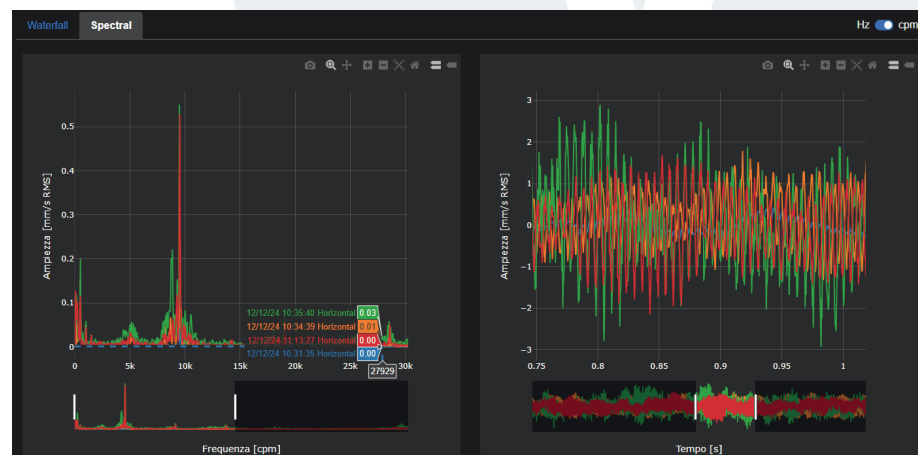 Waterfall
Spectral
Hz
cpm
0.5
0.4
0.3
0.2
0.1
0
Ampiezza [mm/s RMS]
12/12/24 10:35:40 Horizontal 0.03
12/12/24 10:34:39 Horizontal 0.01
12/12/24 11:13:27 Horizontal 0.00
12/12/24 10:31:35 Horizontal 0.00
27929
0
5k
10k
15k
20k
25k
30k
Frequenza [cpm]
3
2
1
0
−1
−2
−3
Ampiezza [mm/s RMS]
0.75
0.8
0.85
0.9
0.95
1
Tempo [s]